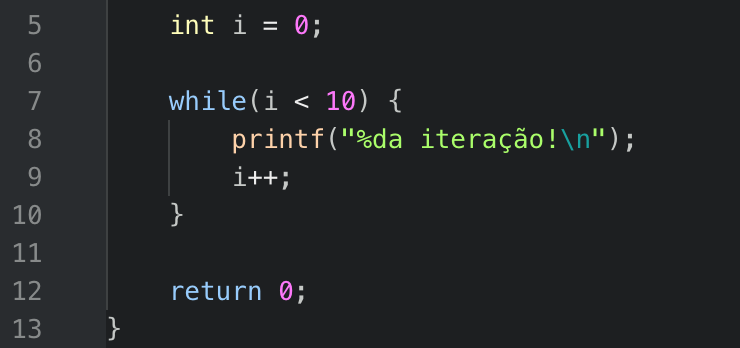 5 int i = 0;
6
7 while(i < 10) {
8 printf("%da iteração!\n");
9 i++;
10 }
11
12 return 0;
13 }